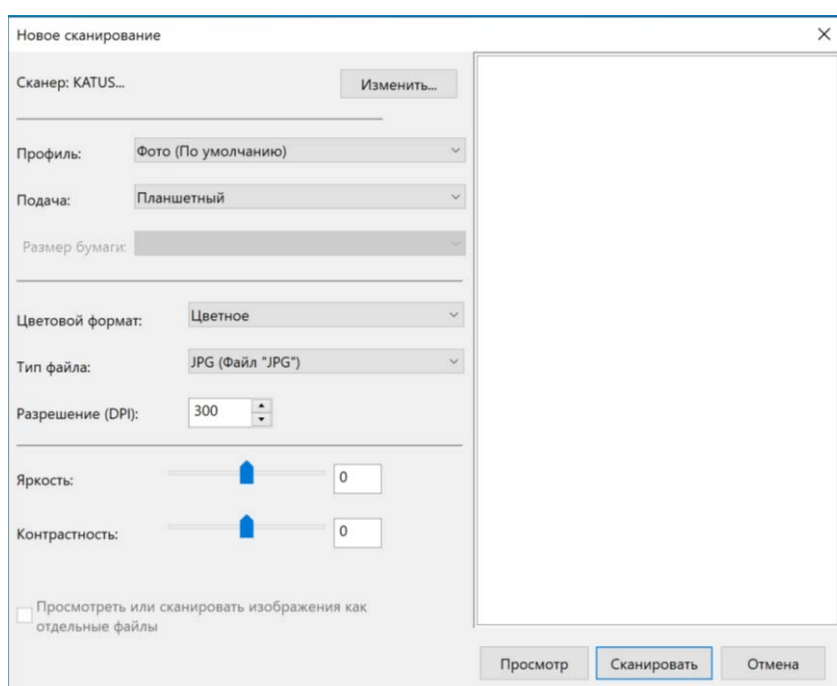 Новое сканирование
Сканер: KATUS...
Изменить...
Профиль:
Фото (По умолчанию)
Подача:
Планшетный
Размер бумаги:
Цветовой формат:
Цветное
Тип файла:
JPG (Файл "JPG")
Разрешение (DPI):
300
Яркость:
0
Контрастность:
0
Просмотреть или сканировать изображения как
отдельные файлы
Просмотр
Сканировать
Отмена